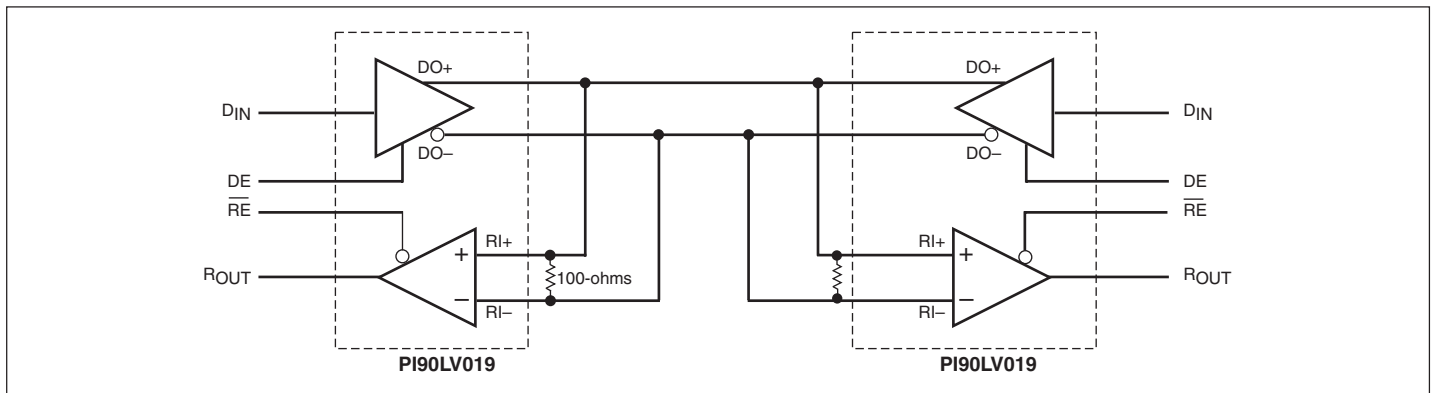 DO+
DO+
DIN
DIN
DO−
DO−
DE
DE
RE
RE
RI+
RI+
+
+
ROUT
100-ohms
ROUT
−
−
RI−
RI−
PI90LV019
PI90LV019